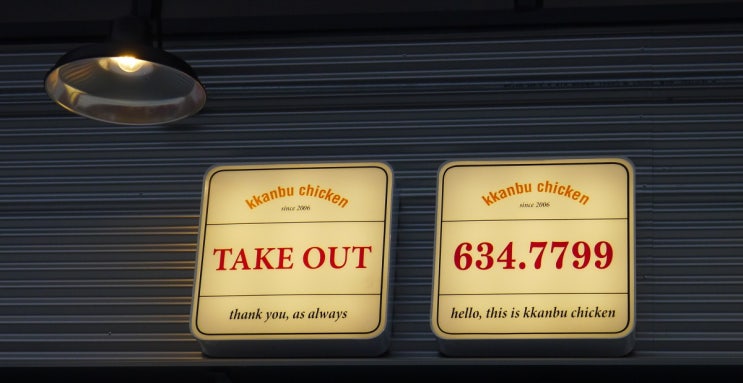 kkanbu chicken
since 2006
TAKE OUT
thank you, as always
kkanbu chicken
since 2006
634.7799
hello, this is kkanbu chicken